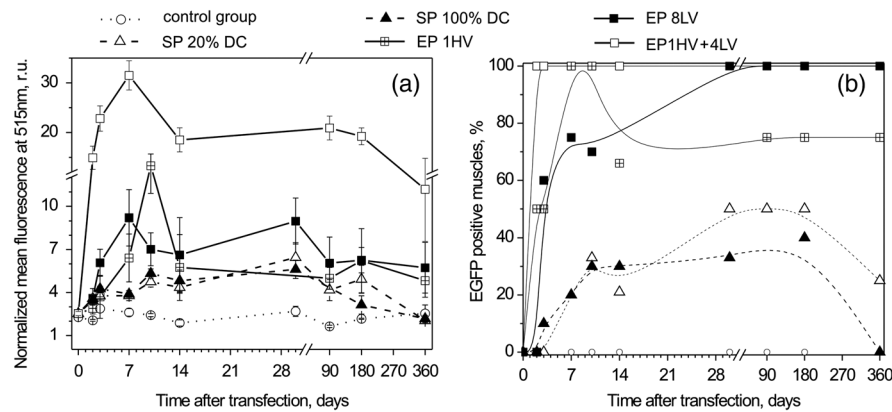 control group SP 100% DC EP 8LV
SP 20% DC EP 1HV EP1HV+4LV
(a)
Normalized mean fluorescence at 515nm, r.u.
30
20
10
7
4
1
0 7 14 21 28 90 180 270 360
Time after transfection, days
(b)
EGFP positive muscles, %
100
80
60
40
20
0
0 7 14 21 28 90 180 270 360
Time after transfection, days